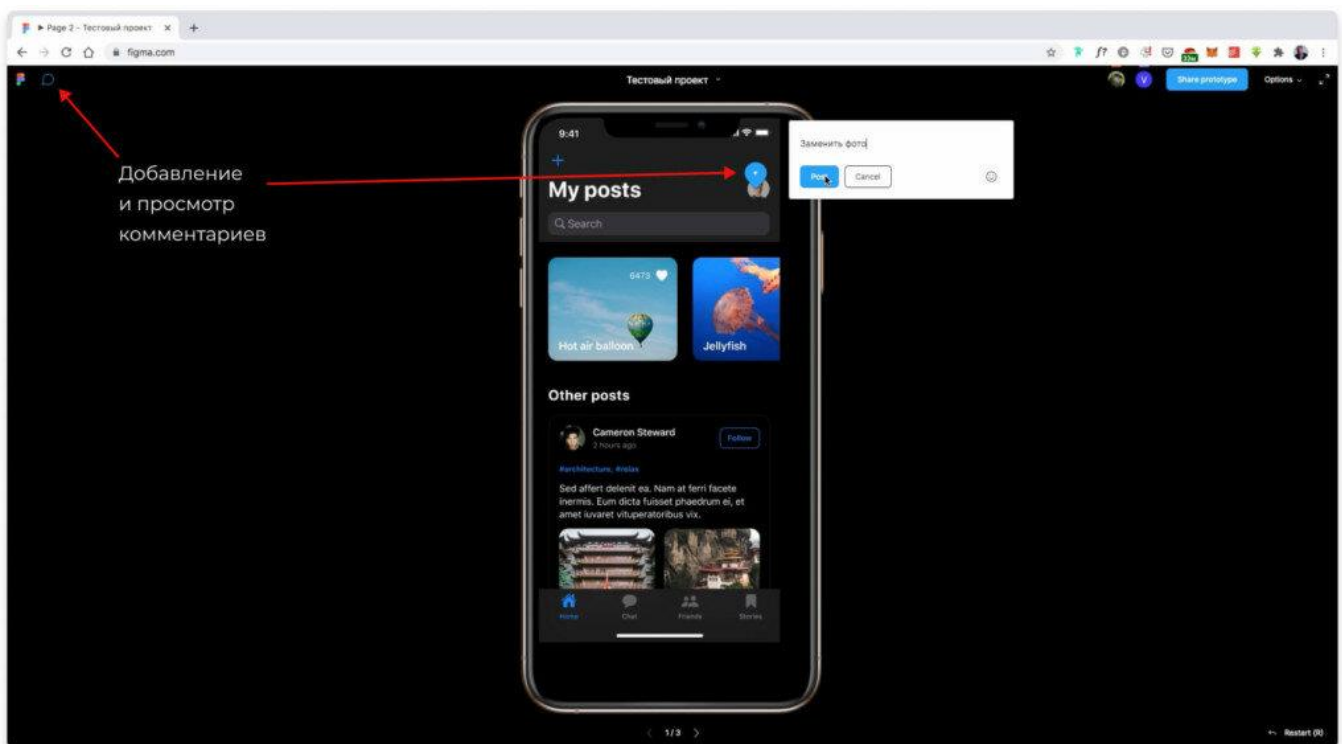 Page 2 – Тестовый проект
figma.com
33w
Тестовый проект
V
Share prototype
Options
Добавление
и просмотр
комментариев
9:41
My posts
Search
Заменить фото
Post
Cancel
6473
Hot air balloon
Jellyfish
Other posts
Cameron Steward
2 hours ago
Follow
#architecture, #relax
Sed affert delenit ea. Nam at ferri facete
inermis. Eum dicta fuisset phaedrum ei, et
amet iuvaret vituperatoribus vix.
Home
Chat
Friends
Stories
1/3
Restart (R)